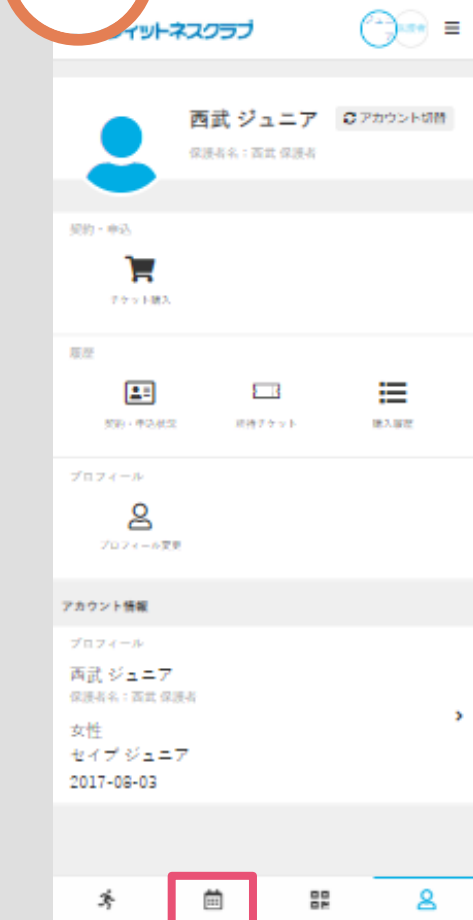 ィットネスクラブ
西武 ジュニア
アカウント切替
保護者名：西武 保護者
契約・申込
チケット購入
履歴
契約・申込状況
招待チケット
購入履歴
プロフィール
プロフィール変更
アカウント情報
プロフィール
西武 ジュニア
保護者名：西武 保護者
女性
セイブ ジュニア
2017-08-03